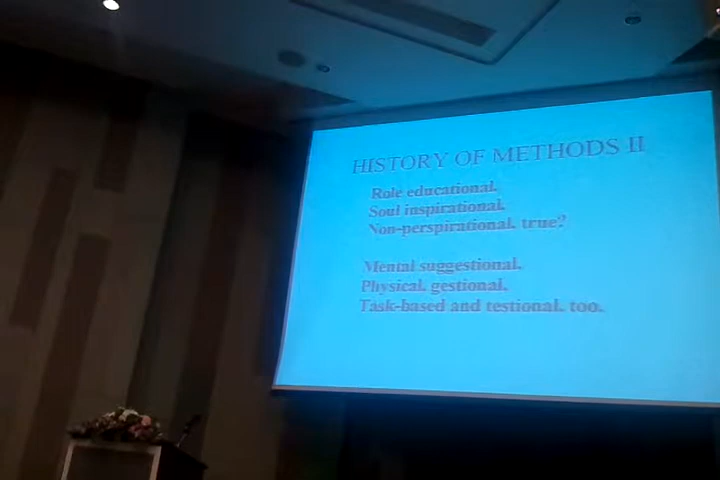 HISTORY OF METHODS II
Role educational.
Soul inspirational.
Non-perspirational. true?
Mental suggestional.
Physical. gestional.
Task-based and testional. too.